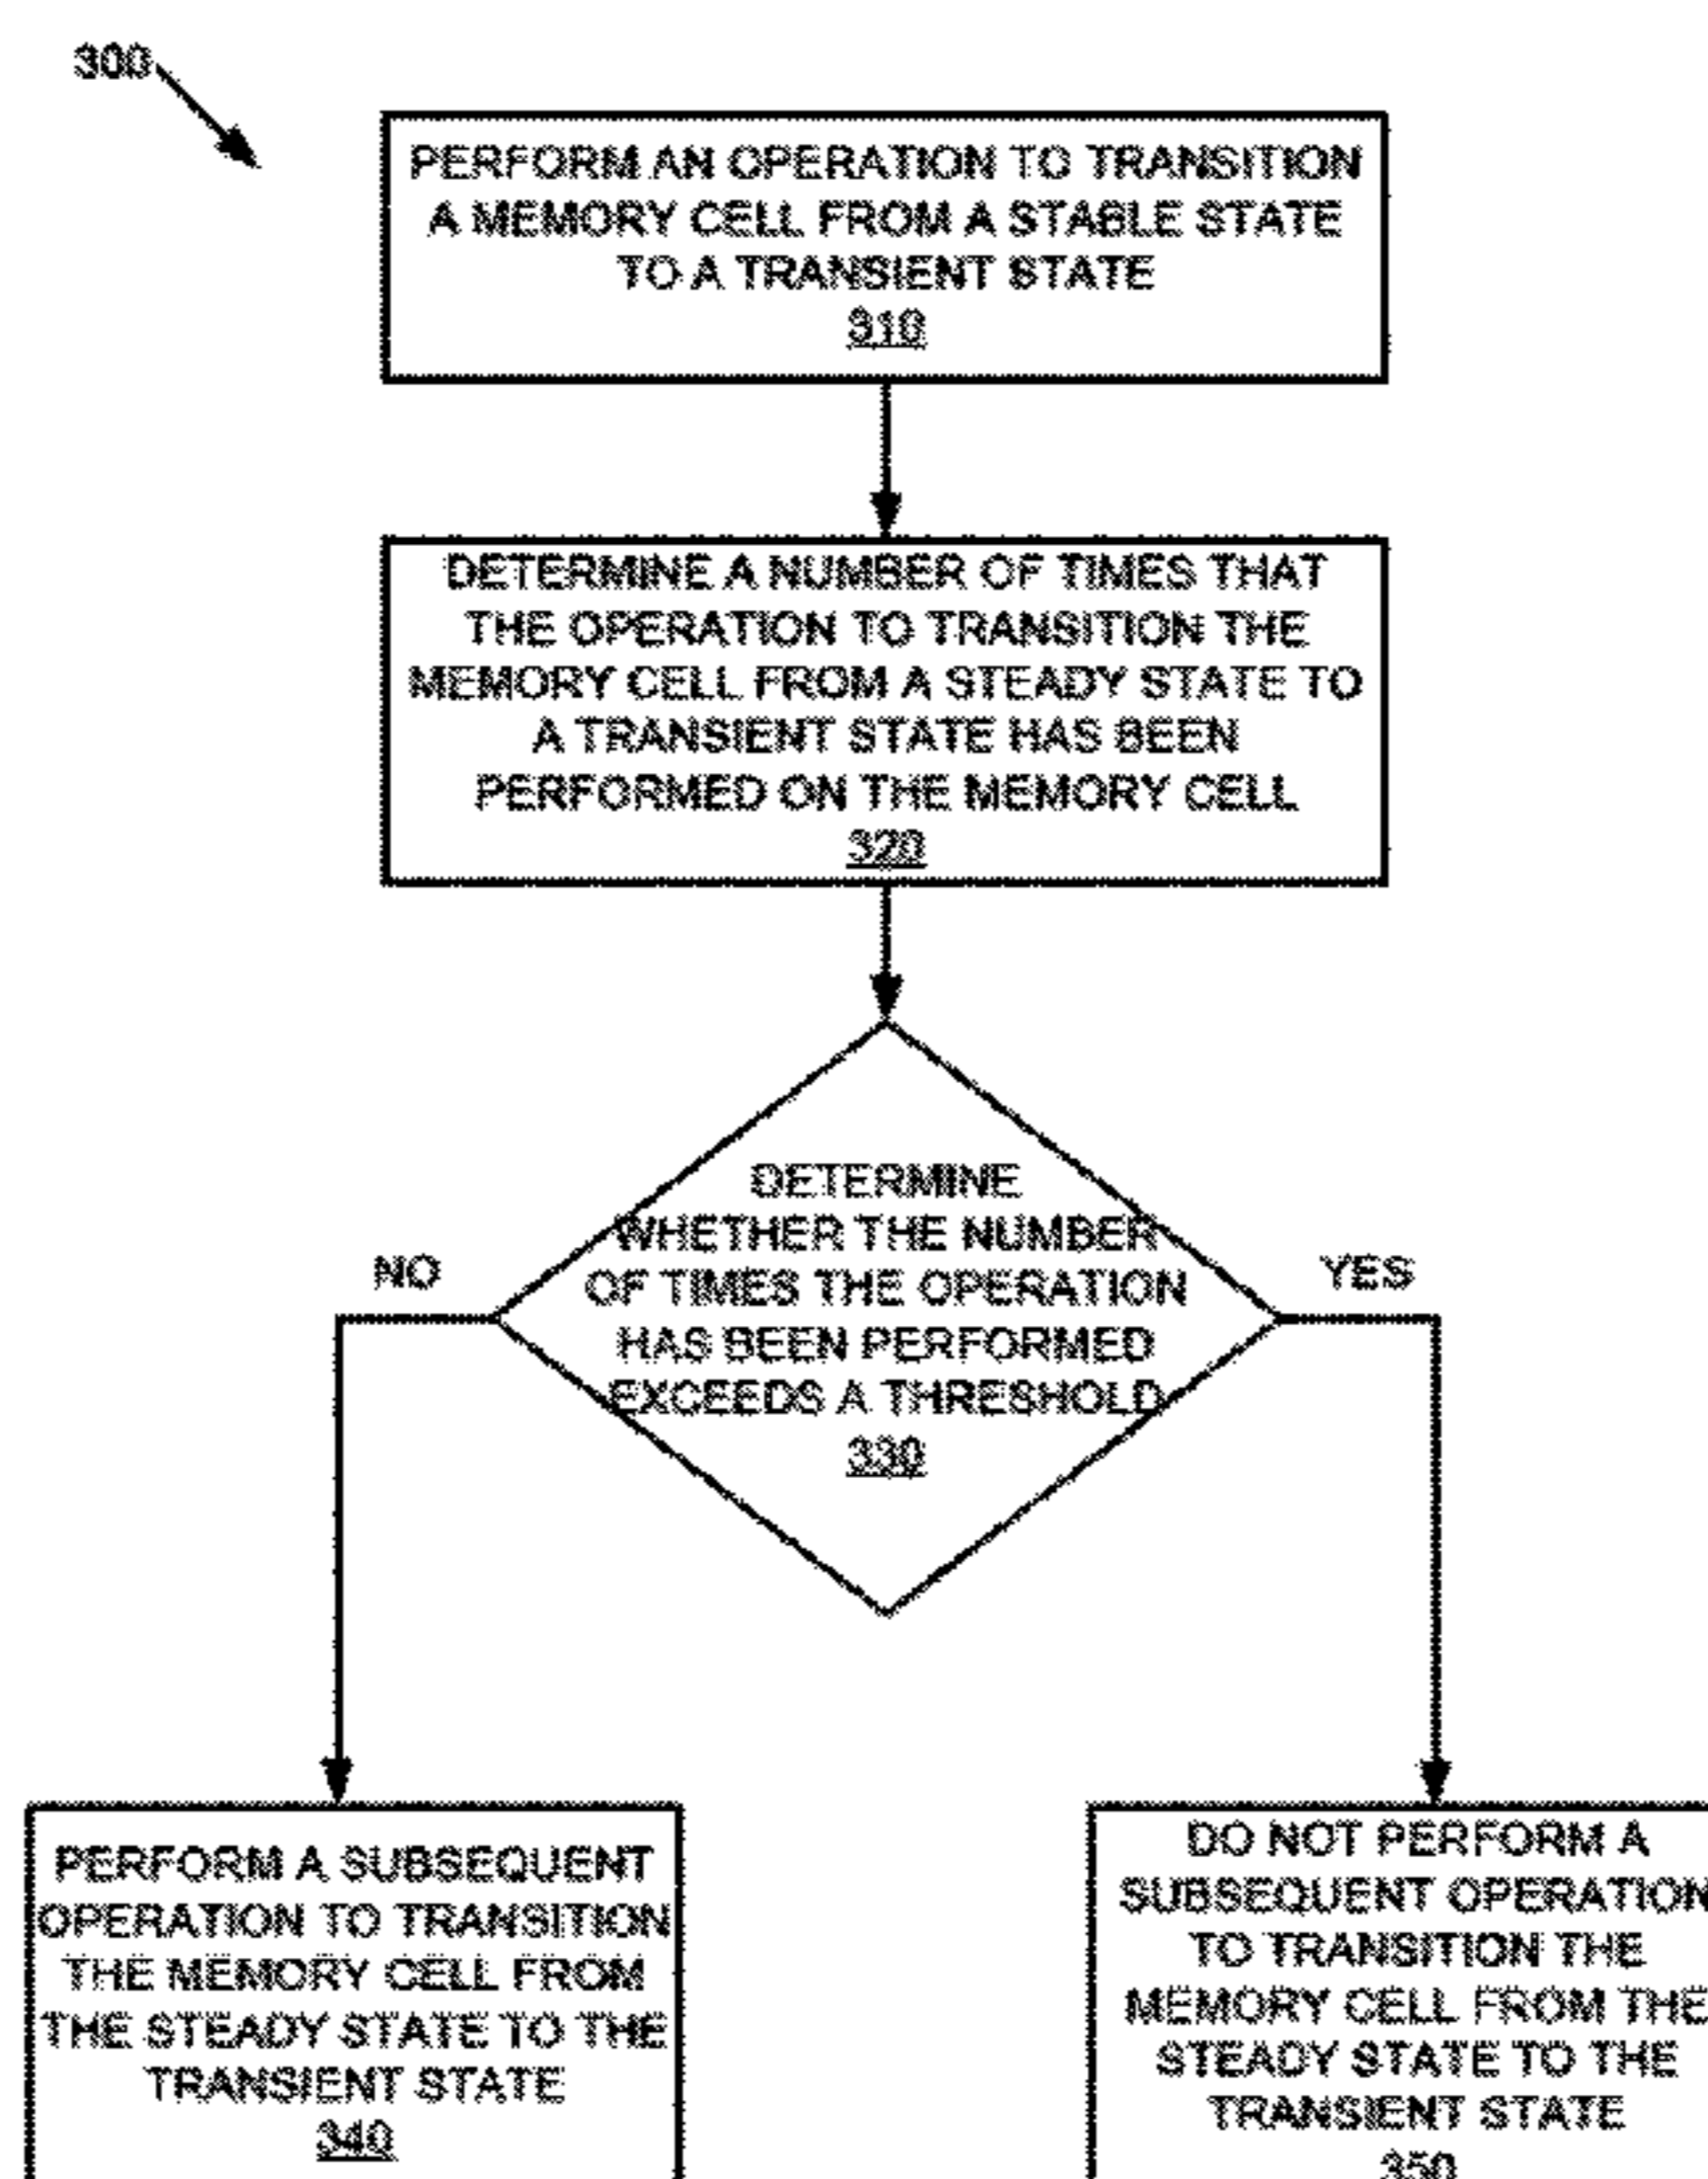 300
PERFORM AN OPERATION TO TRANSITION
A MEMORY CELL FROM A STABLE STATE
TO A TRANSIENT STATE
310
DETERMINE A NUMBER OF TIMES THAT
THE OPERATION TO TRANSITION THE
MEMORY CELL FROM A STEADY STATE TO
A TRANSIENT STATE HAS BEEN
PERFORMED ON THE MEMORY CELL
320
DETERMINE
WHETHER THE NUMBER
OF TIMES THE OPERATION
HAS BEEN PERFORMED
EXCEEDS A THRESHOLD
330
NO
YES
PERFORM A SUBSEQUENT
OPERATION TO TRANSITION
THE MEMORY CELL FROM
THE STEADY STATE TO THE
TRANSIENT STATE
340
DO NOT PERFORM A
SUBSEQUENT OPERATION
TO TRANSITION THE
MEMORY CELL FROM THE
STEADY STATE TO THE
TRANSIENT STATE
350